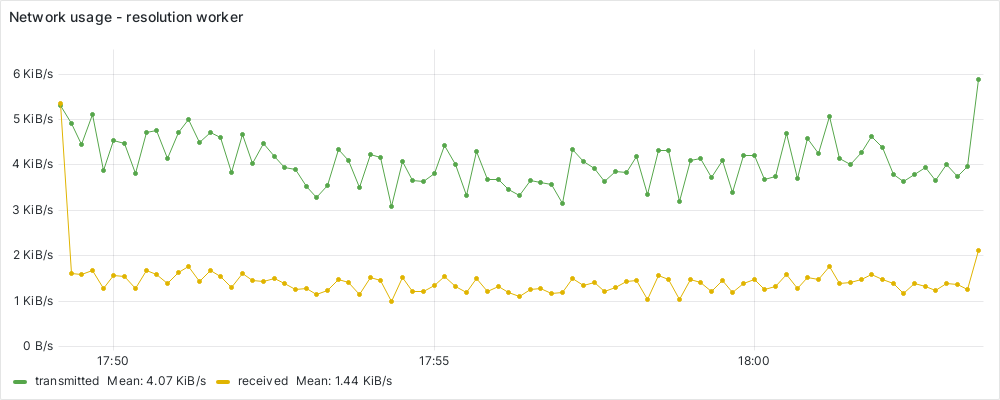 Network usage - resolution worker
6 KiB/s
5 KiB/s
4 KiB/s
3 KiB/s
2 KiB/s
1 KiB/s
0 B/s
17:50 17:55 18:00
transmitted Mean: 4.07 KiB/s received Mean: 1.44 KiB/s